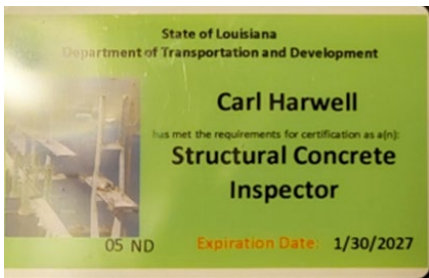 State of Louisiana
Department of Transportation and Development
Carl Harwell
has met the requirements for certification as a(n):
Structural Concrete
Inspector
05 ND
Expiration Date: 1/30/2027